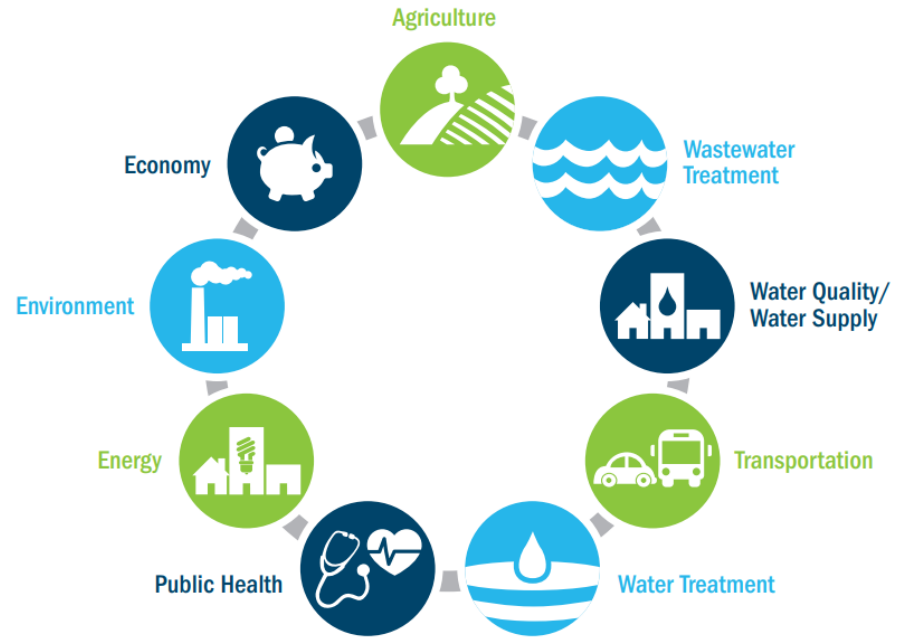 Agriculture
Economy
Wastewater
Treatment
Environment
Water Quality/
Water Supply
Energy
Transportation
Public Health
Water Treatment